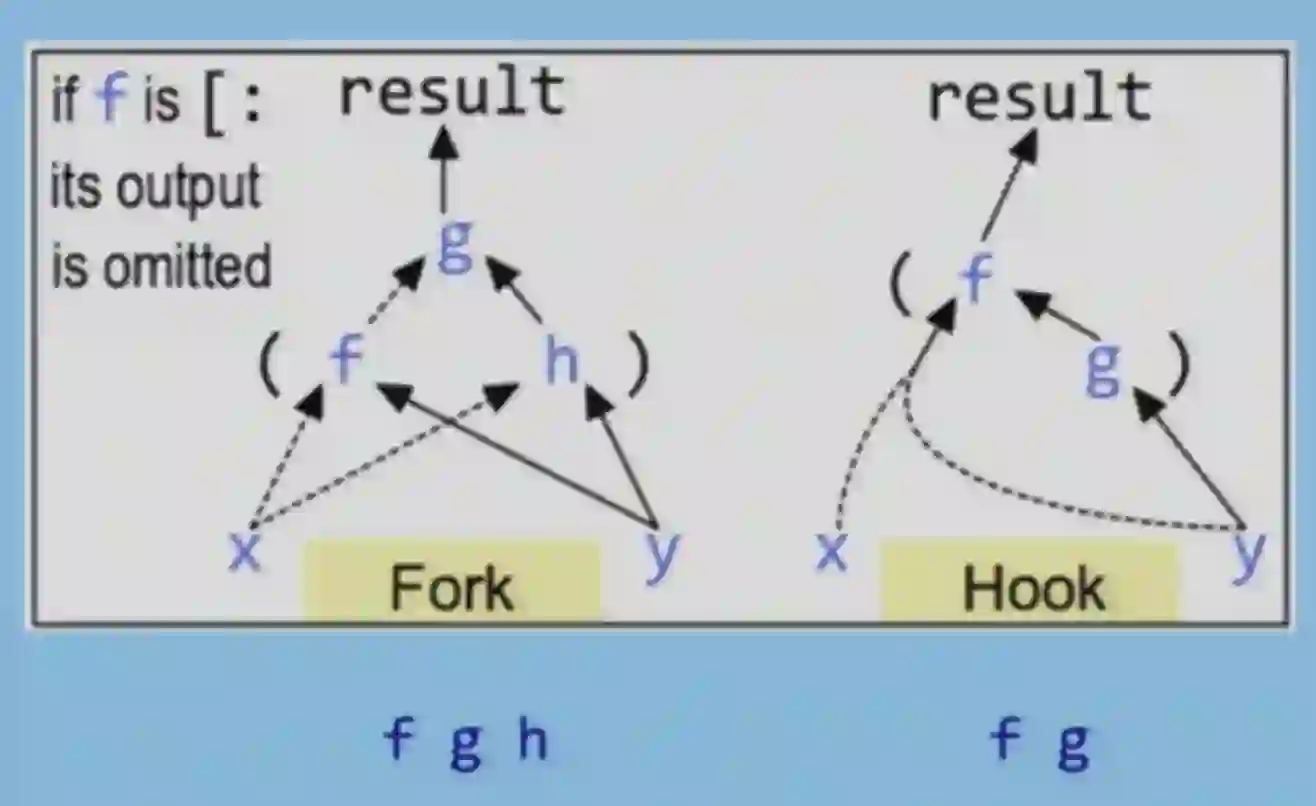 if f is [:
its output
is omitted
result
g
( f h )
x y
Fork
result
( f
g )
x y
Hook
f g h
f g